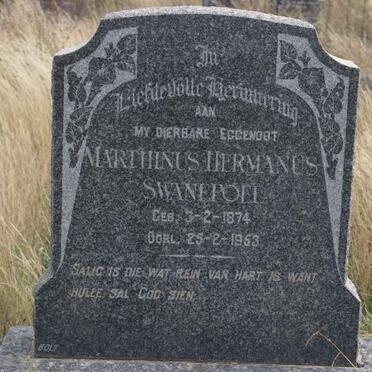 In
Liefdevolle Herinnering
AAN
MY DIERBARE EGGENOOT
MARTHINUS HERMANUS
SWANEPOEL
GEB. 3-2-1874
OORL. 25-2-1953
SALIG IS DIE WAT REIN VAN HART IS WANT
HULLE SAL GOD SIEN...
BOLT